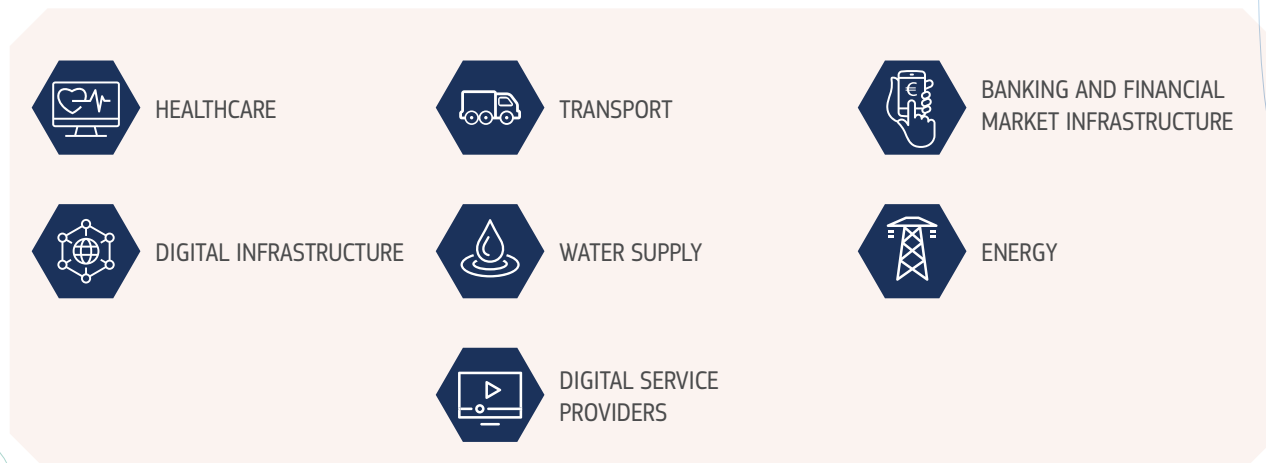 HEALTHCARE
TRANSPORT
BANKING AND FINANCIAL
MARKET INFRASTRUCTURE
DIGITAL INFRASTRUCTURE
WATER SUPPLY
ENERGY
DIGITAL SERVICE
PROVIDERS